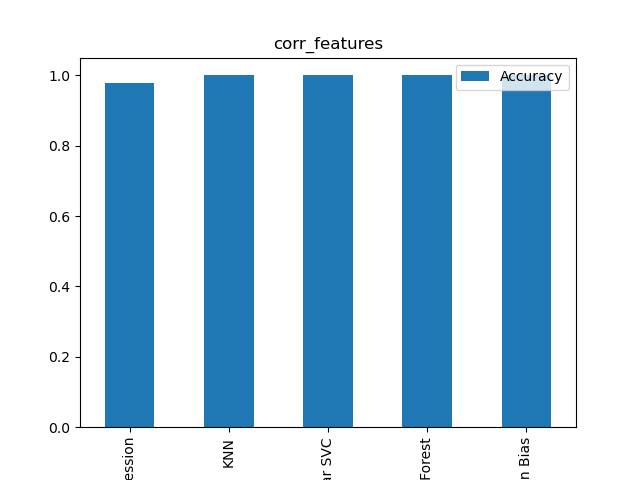 corr_features
Accuracy
1.0
0.8
0.6
0.4
0.2
0.0
ession
KNN
ar SVC
Forest
n Bias